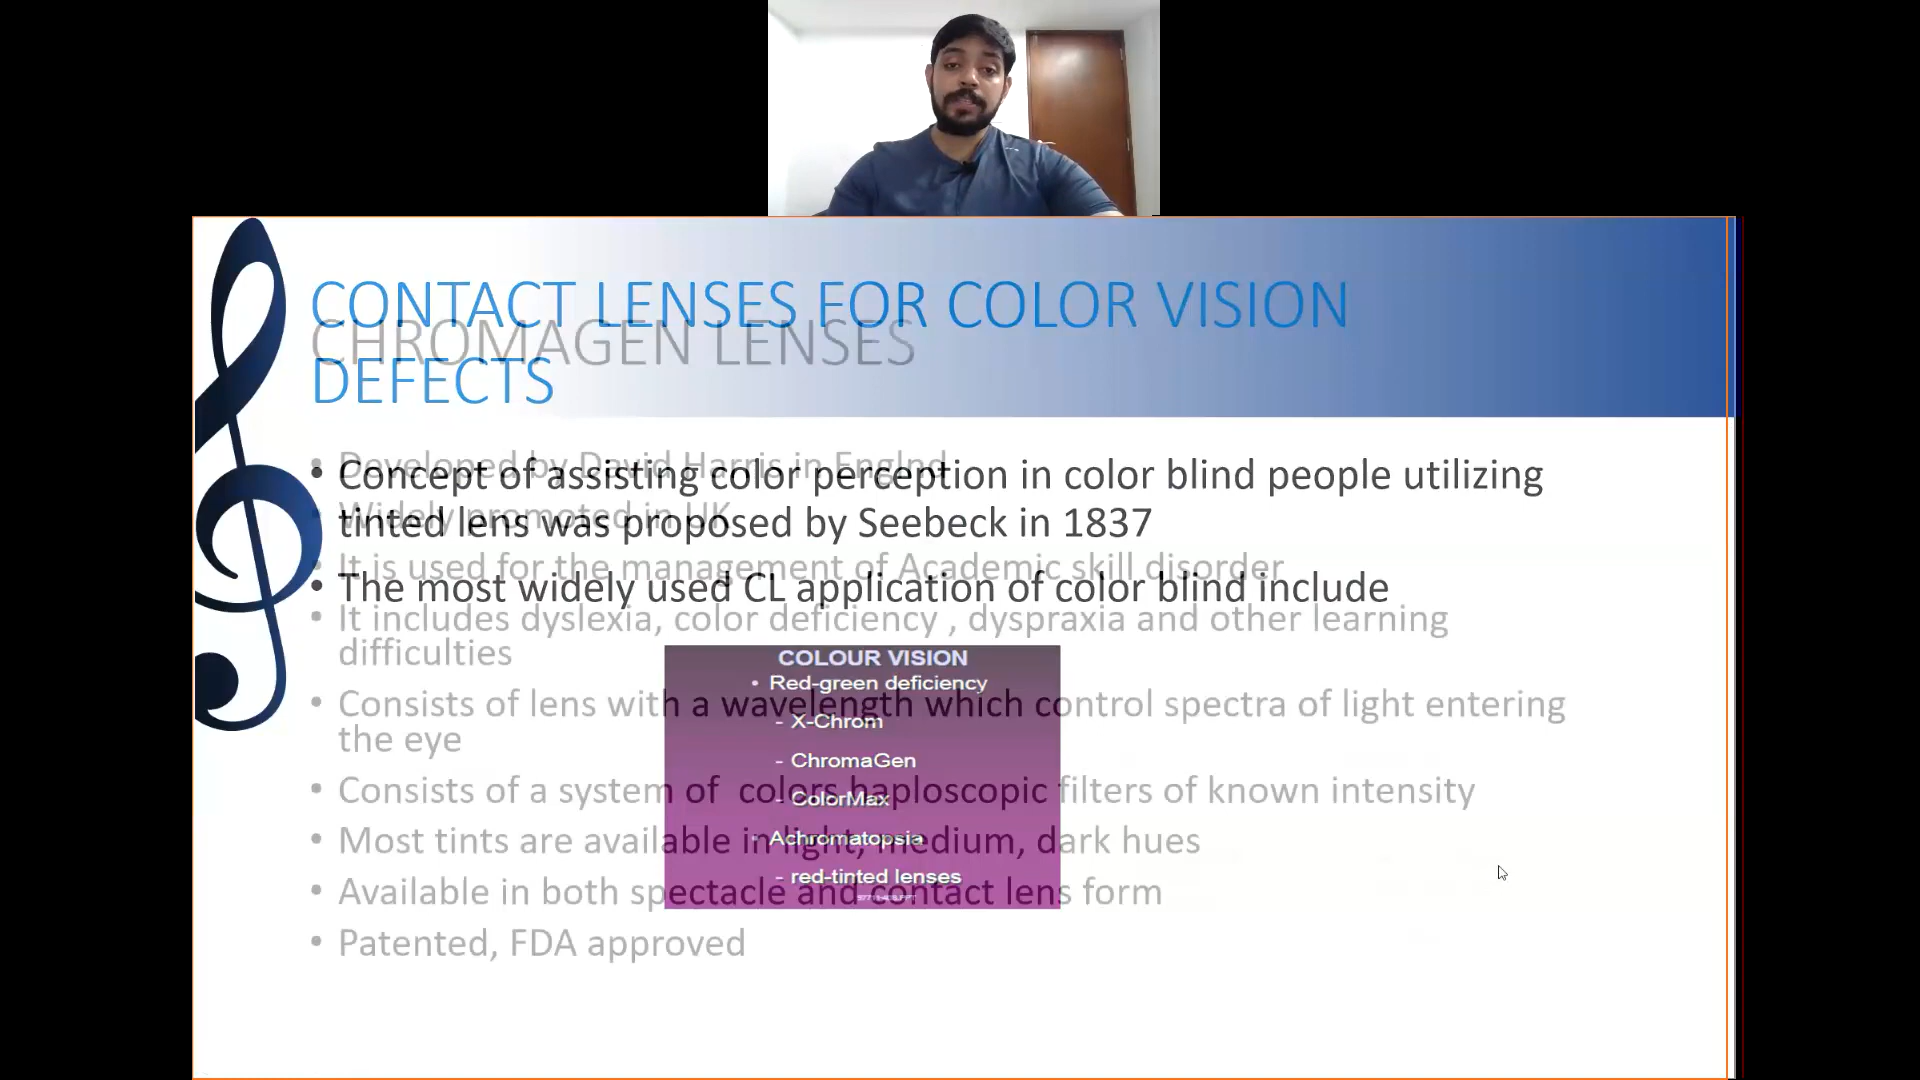 CONTACT LENSES FOR COLOR VISION
DEFECTS
• Concept of assisting color perception in color blind people utilizing
tinted lens was proposed by Seebeck in 1837
• The most widely used CL application of color blind include
COLOUR VISION
• Red-green deficiency
- X-Chrom
- ChromaGen
- ColorMax
• Achromatopsia
- red-tinted lenses
CHROMAGEN LENSES
• Developed by David Harris in Englnd
• Widely promoted in UK
• It is used for the management of Academic skill disorder
• It includes dyslexia, color deficiency , dyspraxia and other learning
difficulties
• Consists of lens with a wavelength which control spectra of light entering
the eye
• Consists of a system of colors haploscopic filters of known intensity
• Most tints are available in light, medium, dark hues
• Available in both spectacle and contact lens form
• Patented, FDA approved